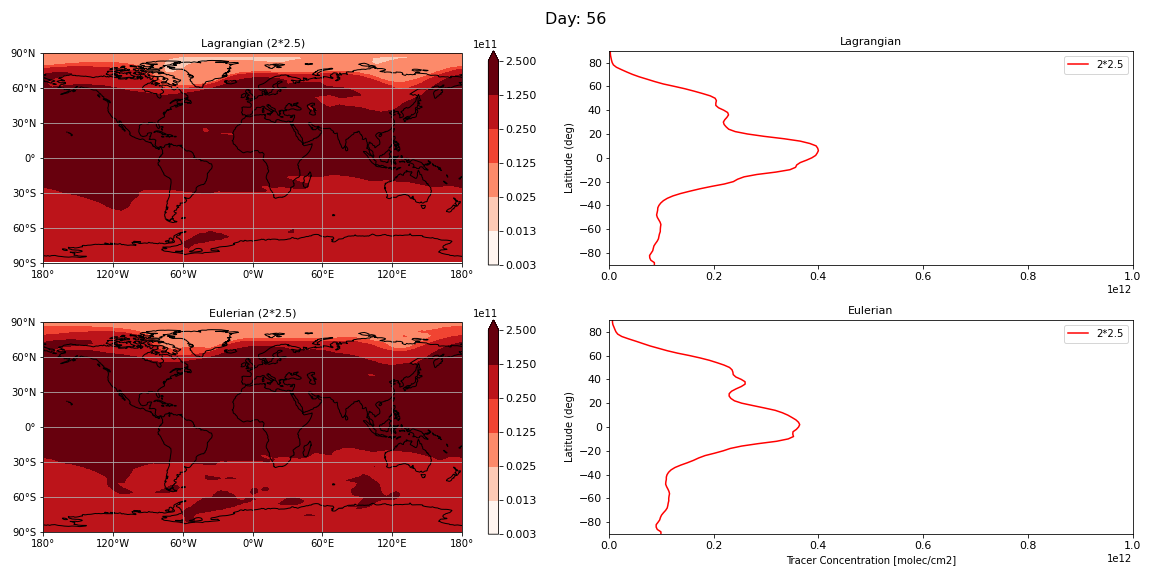 Day: 56
Lagrangian (2*2.5)
1e11
90°N
60°N
30°N
0°
30°S
60°S
90°S
180° 120°W 60°W 0°W 60°E 120°E 180°
2.500
1.250
0.250
0.125
0.025
0.013
0.003
Lagrangian
2*2.5
Latitude (deg)
80
60
40
20
0
−20
−40
−60
−80
0.0 0.2 0.4 0.6 0.8 1.0
1e12
Eulerian (2*2.5)
1e11
90°N
60°N
30°N
0°
30°S
60°S
90°S
180° 120°W 60°W 0°W 60°E 120°E 180°
2.500
1.250
0.250
0.125
0.025
0.013
0.003
Eulerian
2*2.5
Latitude (deg)
80
60
40
20
0
−20
−40
−60
−80
0.0 0.2 0.4 0.6 0.8 1.0
Tracer Concentration [molec/cm2]
1e12